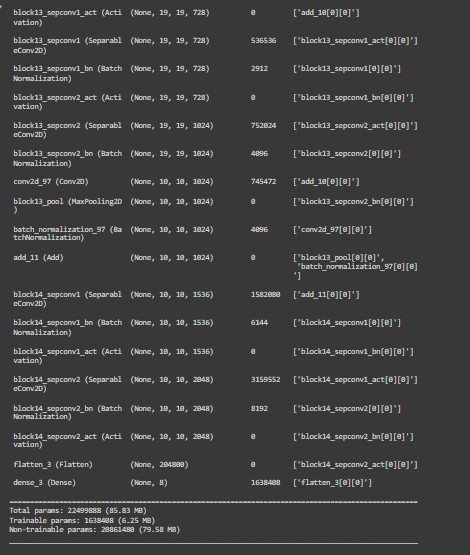 block13_sepconv1_act (Acti (None, 19, 19, 728) 0 ['add_10[0][0]']
vation)
block13_sepconv1 (Separabl (None, 19, 19, 728) 536536 ['block13_sepconv1_act[0][0]']
eConv2D)
block13_sepconv1_bn (Batch (None, 19, 19, 728) 2912 ['block13_sepconv1[0][0]']
Normalization)
block13_sepconv2_act (Acti (None, 19, 19, 728) 0 ['block13_sepconv1_bn[0][0]']
vation)
block13_sepconv2 (Separabl (None, 19, 19, 1024) 752024 ['block13_sepconv2_act[0][0]']
eConv2D)
block13_sepconv2_bn (Batch (None, 19, 19, 1024) 4096 ['block13_sepconv2[0][0]']
Normalization)
conv2d_97 (Conv2D) (None, 10, 10, 1024) 745472 ['add_10[0][0]']
block13_pool (MaxPooling2D (None, 10, 10, 1024) 0 ['block13_sepconv2_bn[0][0]']
)
batch_normalization_97 (Ba (None, 10, 10, 1024) 4096 ['conv2d_97[0][0]']
tchNormalization)
add_11 (Add) (None, 10, 10, 1024) 0 ['block13_pool[0][0]',
'batch_normalization_97[0][0]
']
block14_sepconv1 (Separabl (None, 10, 10, 1536) 1582080 ['add_11[0][0]']
eConv2D)
block14_sepconv1_bn (Batch (None, 10, 10, 1536) 6144 ['block14_sepconv1[0][0]']
Normalization)
block14_sepconv1_act (Acti (None, 10, 10, 1536) 0 ['block14_sepconv1_bn[0][0]']
vation)
block14_sepconv2 (Separabl (None, 10, 10, 2048) 3159552 ['block14_sepconv1_act[0][0]']
eConv2D)
block14_sepconv2_bn (Batch (None, 10, 10, 2048) 8192 ['block14_sepconv2[0][0]']
Normalization)
block14_sepconv2_act (Acti (None, 10, 10, 2048) 0 ['block14_sepconv2_bn[0][0]']
vation)
flatten_3 (Flatten) (None, 204800) 0 ['block14_sepconv2_act[0][0]']
dense_3 (Dense) (None, 8) 1638408 ['flatten_3[0][0]']
Total params: 22499888 (85.83 MB)
Trainable params: 1638408 (6.25 MB)
Non-trainable params: 20861480 (79.58 MB)